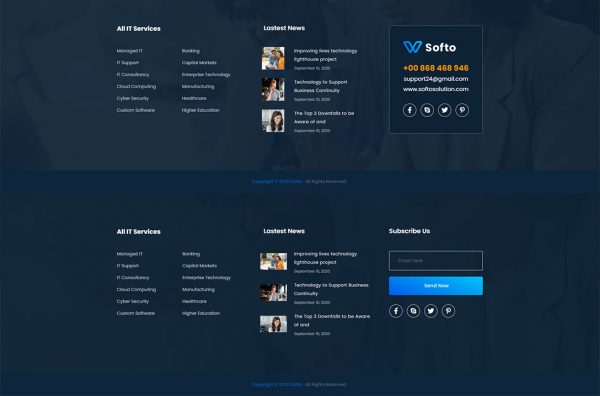 All IT Services
Managed IT
IT Support
IT Consultancy
Cloud Computing
Cyber Security
Custom Software
Banking
Capital Markets
Enterprise Technology
Manufacturing
Healthcare
Higher Education
Lastest News
Improving lives technology
lighthouse project
September 10, 2020
Technology to Support
Business Continuity
September 10, 2020
The Top 3 Downfalls to be
Aware of and
September 10, 2020
Softo
+00 868 468 946
support24@gmail.com
www.softosolution.com
Copyright © 2020 Softo. All Rights Reserved.
All IT Services
Managed IT
IT Support
IT Consultancy
Cloud Computing
Cyber Security
Custom Software
Banking
Capital Markets
Enterprise Technology
Manufacturing
Healthcare
Higher Education
Lastest News
Improving lives technology
lighthouse project
September 10, 2020
Technology to Support Business
Continuity
September 10, 2020
The Top 3 Downfalls to be Aware
of and
September 10, 2020
Subscribe Us
Email here
Send Now
Copyright © 2020 Softo. All Rights Reserved.